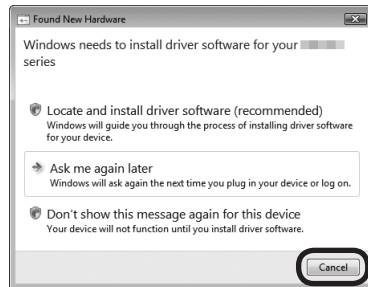 Found New Hardware
Windows needs to install driver software for your
series
Locate and install driver software (recommended)
Windows will guide you through the process of installing driver software
for your device.
Ask me again later
Windows will ask again the next time you plug in your device or log on.
Don't show this message again for this device
Your device will not function until you install driver software.
Cancel